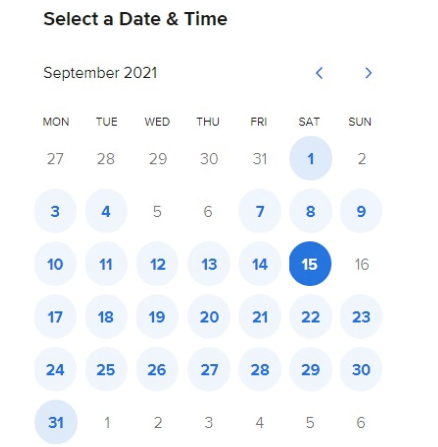 Select a Date & Time
September 2021
MON TUE WED THU FRI SAT SUN
27 28 29 30 31 1 2
3 4 5 6 7 8 9
10 11 12 13 14 15 16
17 18 19 20 21 22 23
24 25 26 27 28 29 30
31 1 2 3 4 5 6